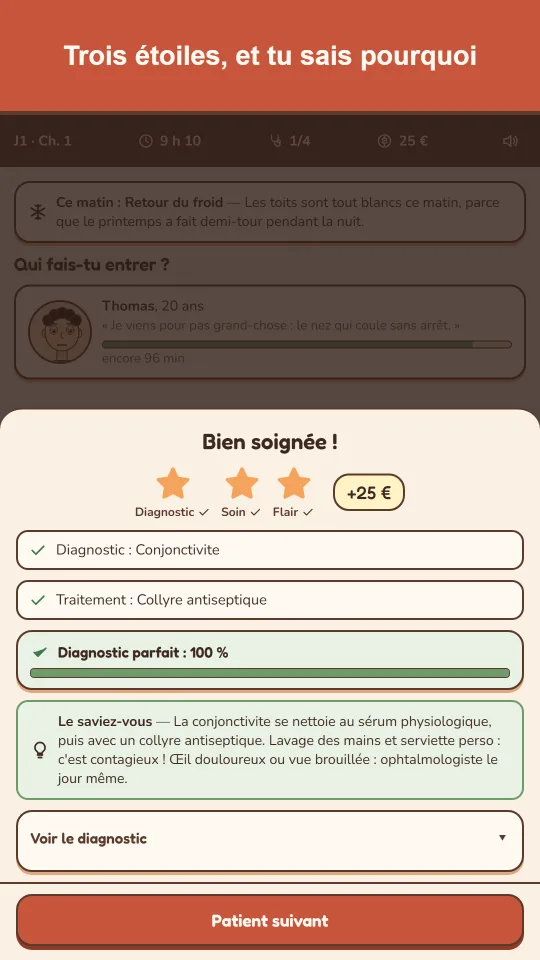 Trois étoiles, et tu sais pourquoi
J1 · Ch. 1
9 h 10
1/4
25 €
Ce matin : Retour du froid — Les toits sont tout blancs ce matin, parce
que le printemps a fait demi-tour pendant la nuit.
Qui fais-tu entrer ?
Thomas, 20 ans
« Je viens pour pas grand-chose : le nez qui coule sans arrêt. »
encore 96 min
Bien soignée !
Diagnostic ✓
Soin ✓
Flair ✓
+25 €
Diagnostic : Conjonctivite
Traitement : Collyre antiseptique
Diagnostic parfait : 100 %
Le saviez-vous — La conjonctivite se nettoie au sérum physiologique,
puis avec un collyre antiseptique. Lavage des mains et serviette perso :
c'est contagieux ! Œil douloureux ou vue brouillée : ophtalmologiste le
jour même.
Voir le diagnostic
Patient suivant